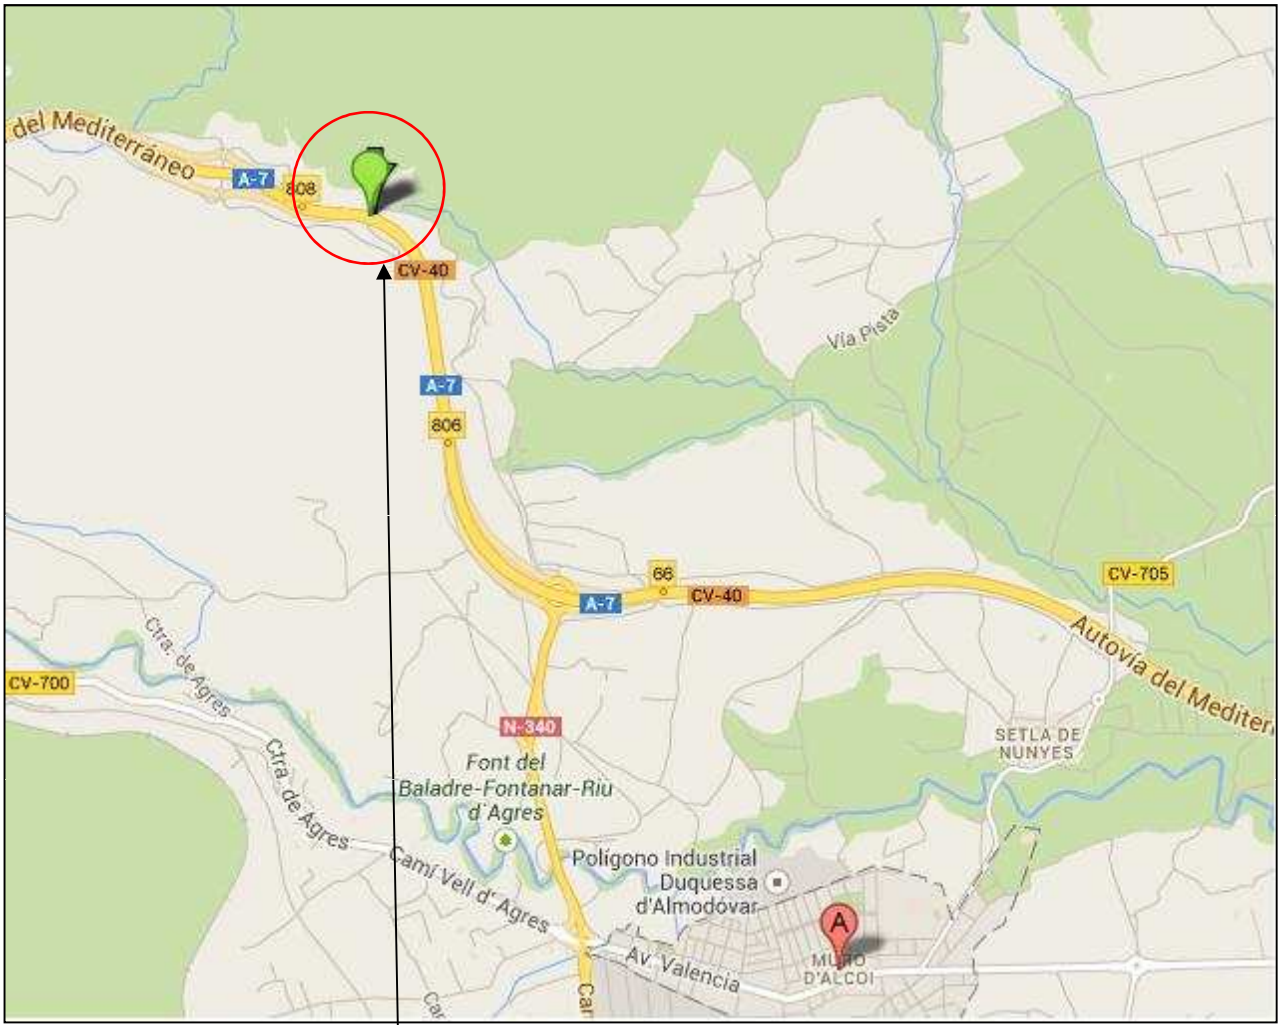 del Mediterráneo
A-7
808
CV-40
Vía Pista
A-7
806
66
CV-705
A-7
CV-40
Autovía del Mediterr
Ctra. de Agres
CV-700
N-340
SETLA DE
NUNYES
Font del
Baladre-Fontanar-Riu
d'Agres
Ctra. de Agres
Camí Vell d'Agres
Polígono Industrial
Duquessa
d'Almodóvar
A
MURO
D'ALCOI
Av. Valencia
Car
Car